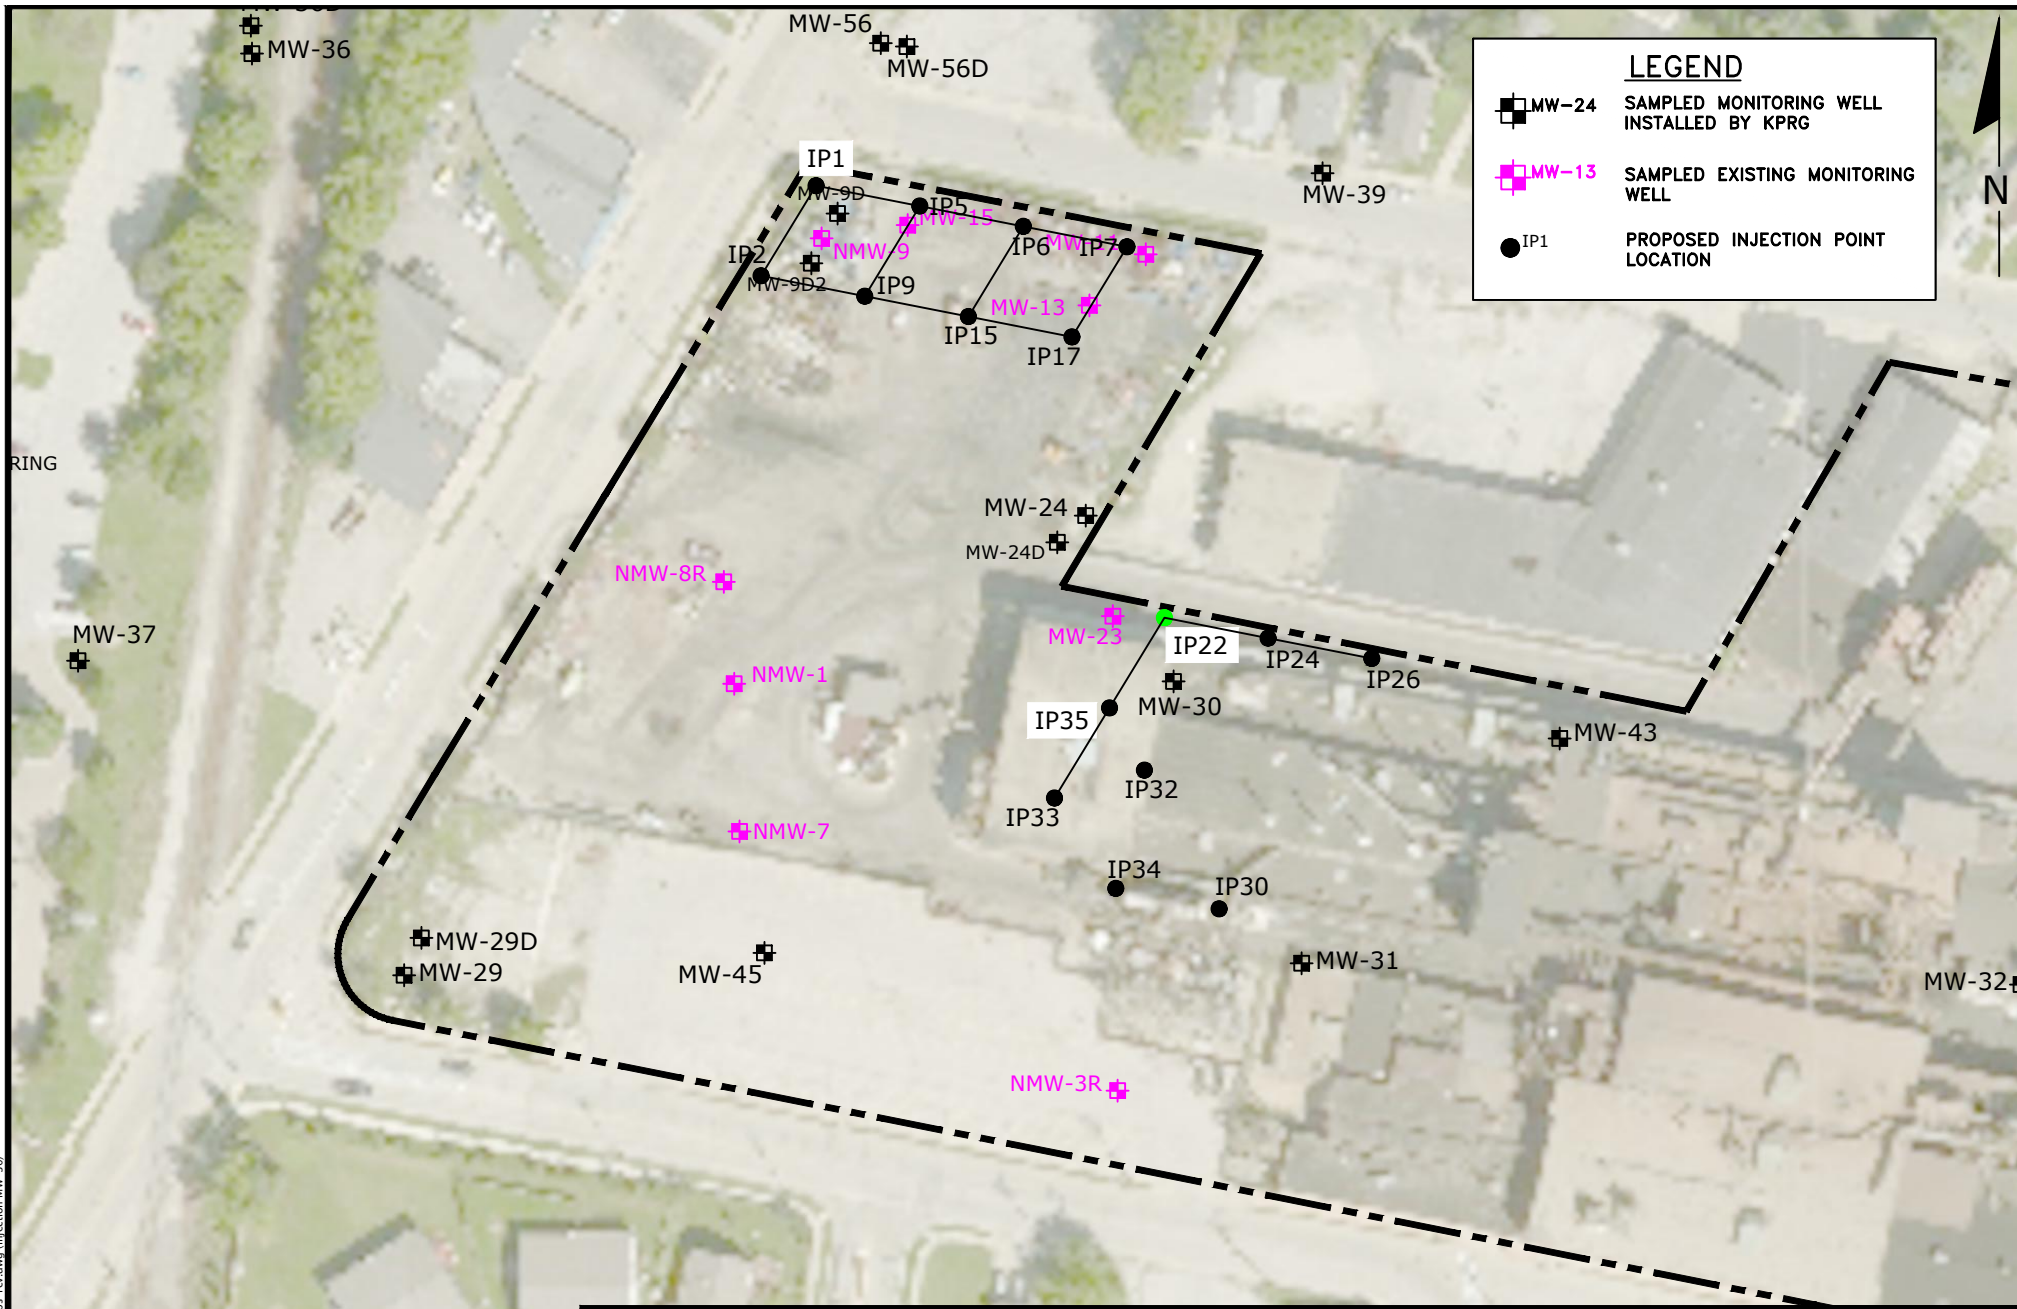 MW-36
MW-56
MW-56D
LEGEND
MW-24
SAMPLED MONITORING WELL
INSTALLED BY KPRG
MW-13
SAMPLED EXISTING MONITORING
WELL
IP1
PROPOSED INJECTION POINT
LOCATION
N
MW-39
IP1
MW-9D
IP5
MW-15
IP6
IP7
NMW-9
IP2
MW-9D2
IP9
MW-13
IP15
IP17
RING
MW-24
MW-24D
NMW-8R
MW-37
MW-23
IP22
IP24
IP26
NMW-1
MW-30
IP35
MW-43
IP32
IP33
NMW-7
IP34
IP30
MW-29D
MW-29
MW-45
MW-31
MW-32
NMW-3R